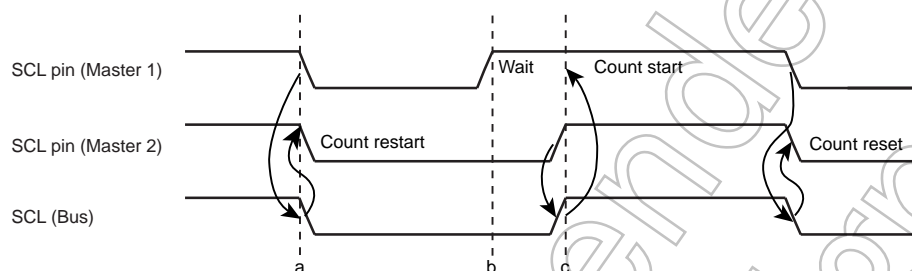 SCL pin (Master 1)
Wait
Count start
SCL pin (Master 2)
Count restart
Count reset
SCL (Bus)
a
b
c